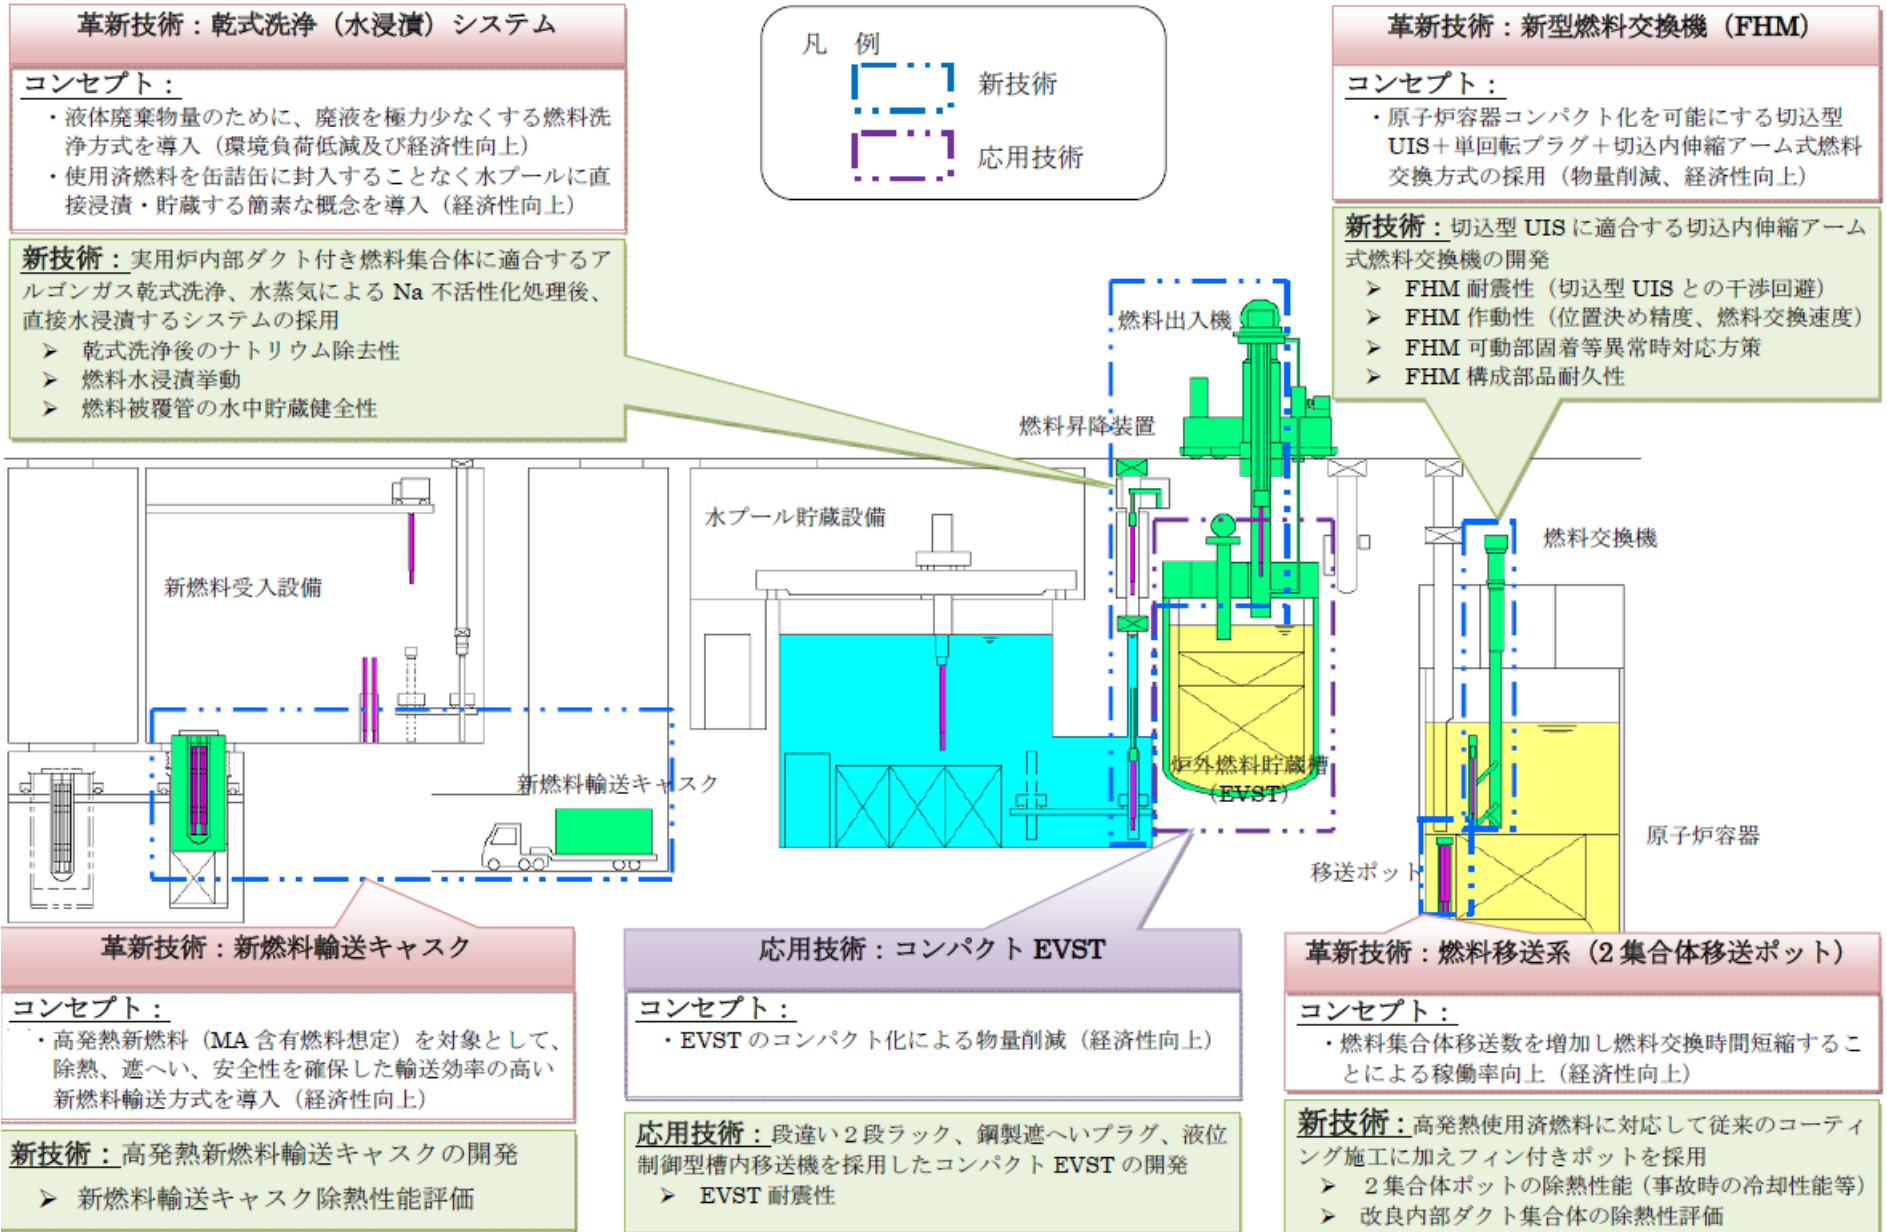 革新技術：乾式洗浄（水浸漬）システム
コンセプト：
・液体廃棄物量のために、廃液を極力少なくする燃料洗
浄方式を導入（環境負荷低減及び経済性向上）
・使用済燃料を缶詰缶に封入することなく水プールに直
接浸漬・貯蔵する簡素な概念を導入（経済性向上）
新技術：実用炉内部ダクト付き燃料集合体に適合するア
ルゴンガス乾式洗浄、水蒸気による Na 不活性化処理後、
直接水浸漬するシステムの採用
➢ 乾式洗浄後のナトリウム除去性
➢ 燃料水浸漬挙動
➢ 燃料被覆管の水中貯蔵健全性
凡 例
新技術
応用技術
革新技術：新型燃料交換機（FHM）
コンセプト：
・原子炉容器コンパクト化を可能にする切込型
UIS＋単回転プラグ＋切込内伸縮アーム式燃料
交換方式の採用（物量削減、経済性向上）
新技術：切込型 UIS に適合する切込内伸縮アーム
式燃料交換機の開発
➢ FHM 耐震性（切込型 UIS との干渉回避）
➢ FHM 作動性（位置決め精度、燃料交換速度）
➢ FHM 可動部固着等異常時対応方策
➢ FHM 構成部品耐久性
燃料出入機
燃料昇降装置
水プール貯蔵設備
燃料交換機
新燃料受入設備
新燃料輸送キャスク
炉外燃料貯蔵槽
（EVST）
原子炉容器
移送ポット
革新技術：新燃料輸送キャスク
コンセプト：
・高発熱新燃料（MA 含有燃料想定）を対象として、
除熱、遮へい、安全性を確保した輸送効率の高い
新燃料輸送方式を導入（経済性向上）
新技術：高発熱新燃料輸送キャスクの開発
➢ 新燃料輸送キャスク除熱性能評価
応用技術：コンパクト EVST
コンセプト：
・EVST のコンパクト化による物量削減（経済性向上）
応用技術：段違い２段ラック、鋼製遮へいプラグ、液位
制御型槽内移送機を採用したコンパクト EVST の開発
➢ EVST 耐震性
革新技術：燃料移送系（2 集合体移送ポット）
コンセプト：
・燃料集合体移送数を増加し燃料交換時間短縮するこ
とによる稼働率向上（経済性向上）
新技術：高発熱使用済燃料に対応して従来のコーティ
ング施工に加えフィン付きポットを採用
➢ ２集合体ポットの除熱性能（事故時の冷却性能等）
➢ 改良内部ダクト集合体の除熱性評価